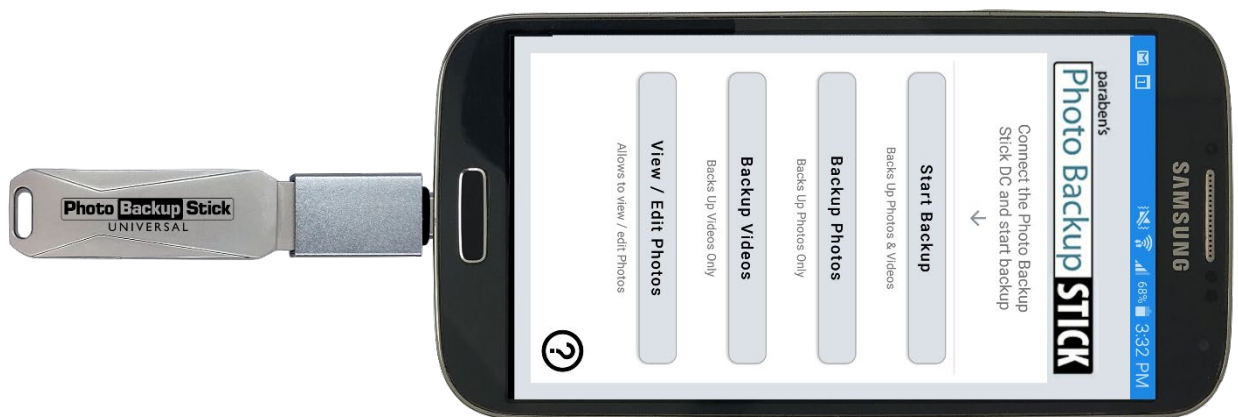 Photo Backup Stick
UNIVERSAL
SAMSUNG
68% 3:32 PM
paraben's
Photo Backup STICK
Connect the Photo Backup
Stick DC and start backup
Start Backup
Backs Up Photos & Videos
Backup Photos
Backs Up Photos Only
Backup Videos
Backs Up Videos Only
View / Edit Photos
Allows to view / edit Photos
?